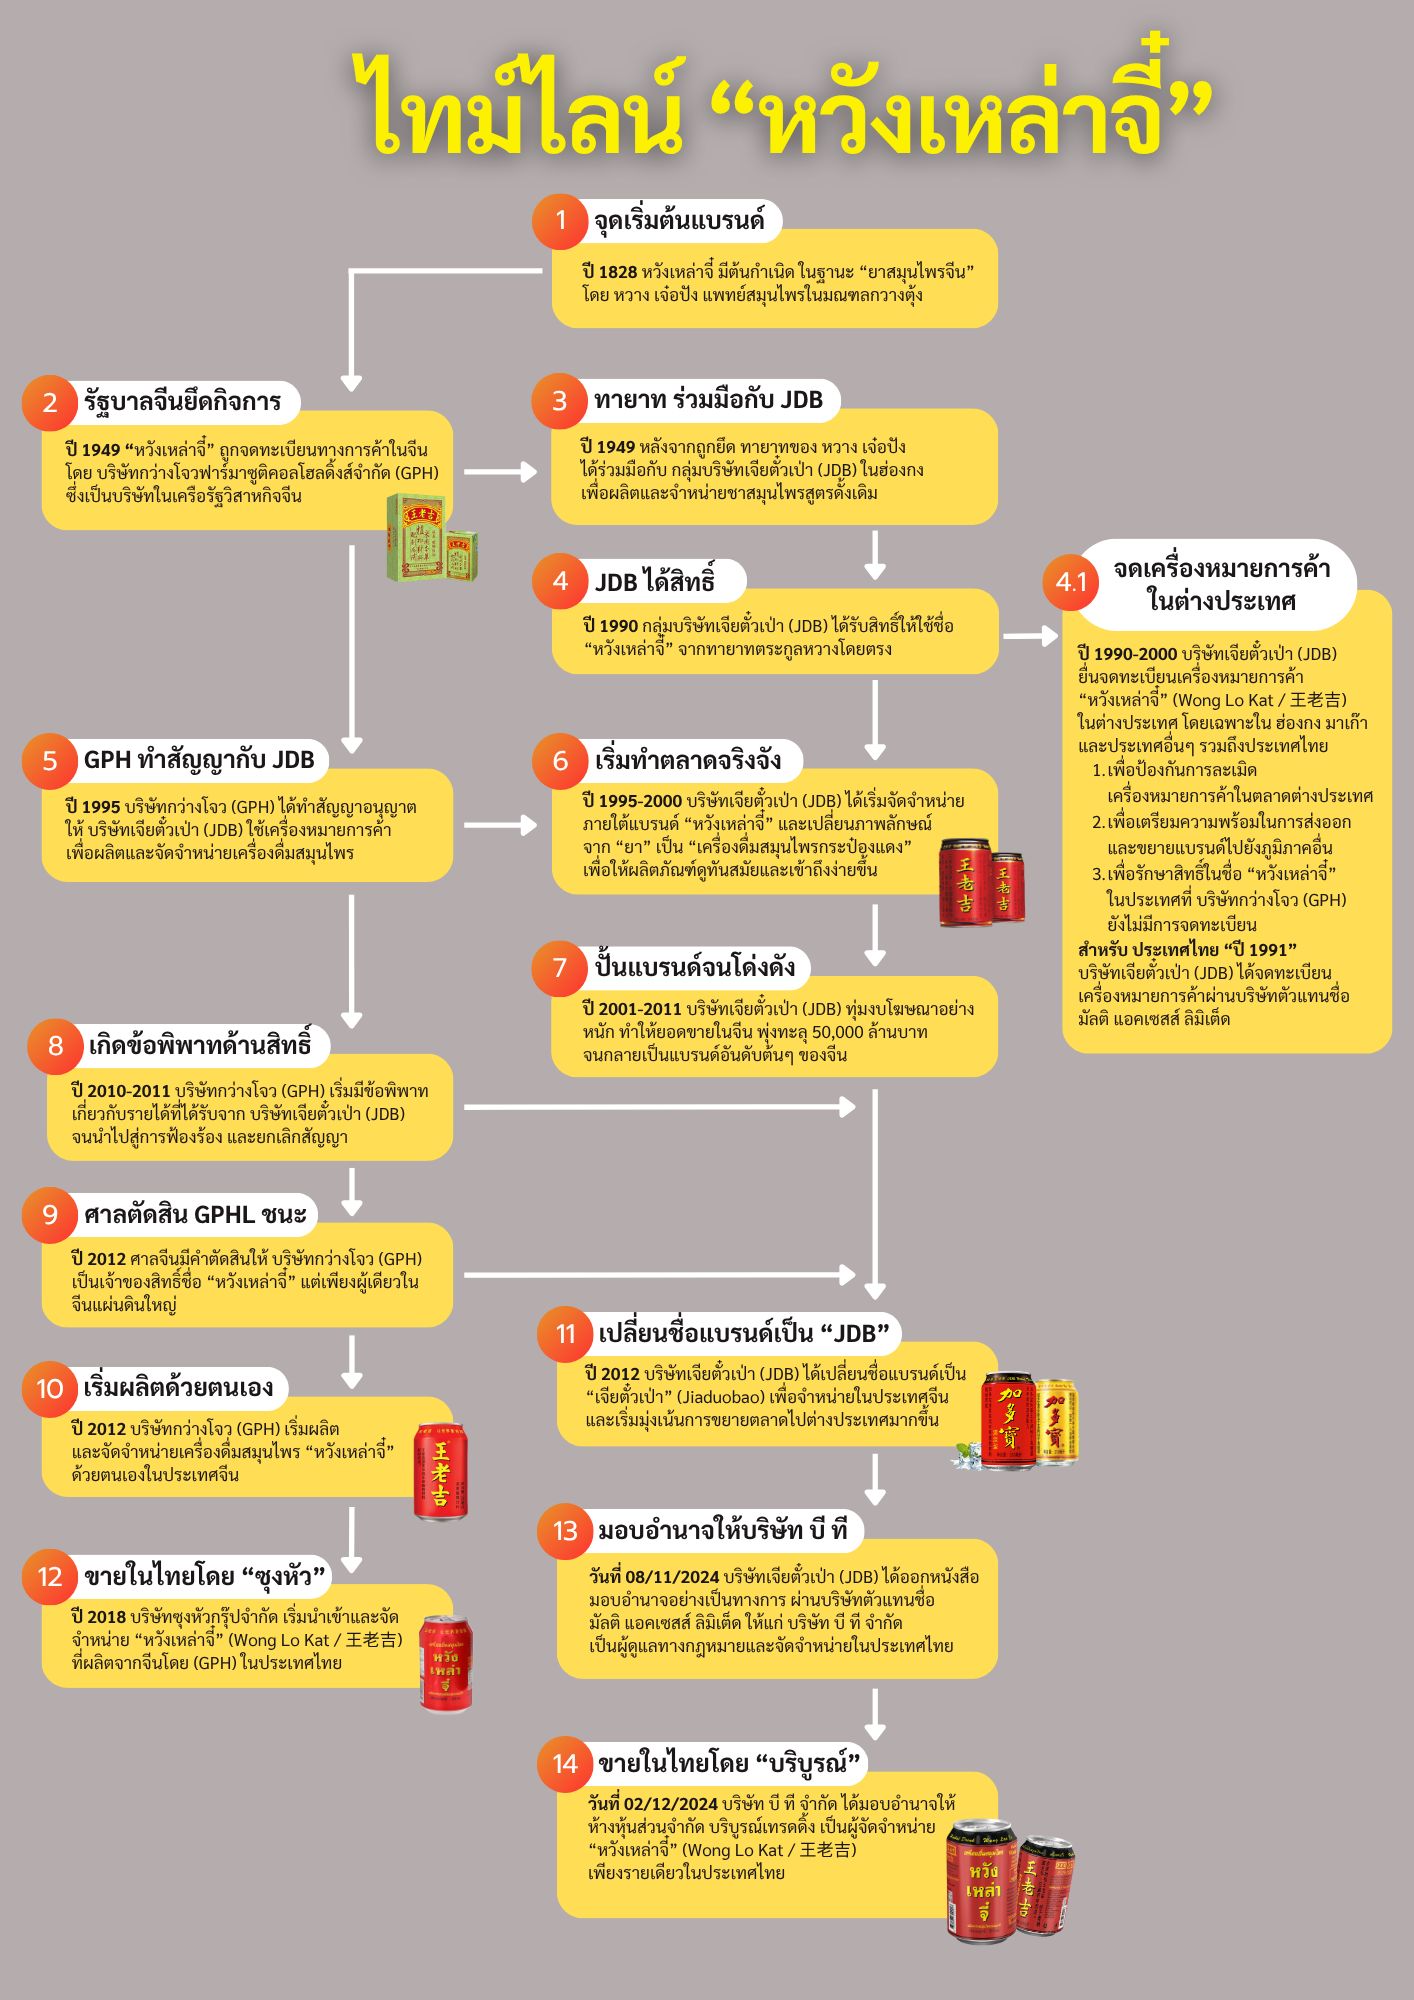 ไทม์ไลน์ “หวังเหล่าจี๋”
1
จุดเริ่มต้นแบรนด์
ปี 1828 หวังเหล่าจี๋ มีต้นกำเนิด ในฐานะ “ยาสมุนไพรจีน”
โดย หวาง เจ๋อปัง แพทย์สมุนไพรในมณฑลกวางตุ้ง
2
รัฐบาลจีนยึดกิจการ
ปี 1949 “หวังเหล่าจี๋” ถูกจดทะเบียนทางการค้าในจีน
โดย บริษัทกว่างโจวฟาร์มาซูติคอลโฮลดิ้งส์จำกัด (GPH)
ซึ่งเป็นบริษัทในเครือรัฐวิสาหกิจจีน
王老吉
王老吉
3
ทายาท ร่วมมือกับ JDB
ปี 1949 หลังจากถูกยึด ทายาทของ หวาง เจ๋อปัง
ได้ร่วมมือกับ กลุ่มบริษัทเจียตั๋วเป่า (JDB) ในฮ่องกง
เพื่อผลิตและจำหน่ายชาสมุนไพรสูตรดั้งเดิม
4
JDB ได้สิทธิ์
ปี 1990 กลุ่มบริษัทเจียตั๋วเป่า (JDB) ได้รับสิทธิ์ให้ใช้ชื่อ
“หวังเหล่าจี๋” จากทายาทตระกูลหวางโดยตรง
4.1
จดเครื่องหมายการค้า
ในต่างประเทศ
ปี 1990-2000 บริษัทเจียตั๋วเป่า (JDB)
ยื่นจดทะเบียนเครื่องหมายการค้า
“หวังเหล่าจี๋” (Wong Lo Kat / 王老吉)
ในต่างประเทศ โดยเฉพาะใน ฮ่องกง มาเก๊า
และประเทศอื่นๆ รวมถึงประเทศไทย
1. เพื่อป้องกันการละเมิด
เครื่องหมายการค้าในตลาดต่างประเทศ
2. เพื่อเตรียมความพร้อมในการส่งออก
และขยายแบรนด์ไปยังภูมิภาคอื่น
3. เพื่อรักษาสิทธิ์ในชื่อ “หวังเหล่าจี๋”
ในประเทศที่ บริษัทกว่างโจว (GPH)
ยังไม่มีการจดทะเบียน
สำหรับ ประเทศไทย “ปี 1991”
บริษัทเจียตั๋วเป่า (JDB) ได้จดทะเบียน
เครื่องหมายการค้าผ่านบริษัทตัวแทนชื่อ
มัลติ แอคเซสส์ ลิมิเต็ด
5
GPH ทำสัญญากับ JDB
ปี 1995 บริษัทกว่างโจว (GPH) ได้ทำสัญญาอนุญาต
ให้ บริษัทเจียตั๋วเป่า (JDB) ใช้เครื่องหมายการค้า
เพื่อผลิตและจัดจำหน่ายเครื่องดื่มสมุนไพร
6
เริ่มทำตลาดจริงจัง
ปี 1995-2000 บริษัทเจียตั๋วเป่า (JDB) ได้เริ่มจัดจำหน่าย
ภายใต้แบรนด์ “หวังเหล่าจี๋” และเปลี่ยนภาพลักษณ์
จาก “ยา” เป็น “เครื่องดื่มสมุนไพรกระป๋องแดง”
เพื่อให้ผลิตภัณฑ์ดูทันสมัยและเข้าถึงง่ายขึ้น
王老吉
王老吉
7
ปั้นแบรนด์จนโด่งดัง
ปี 2001-2011 บริษัทเจียตั๋วเป่า (JDB) ทุ่มงบโฆษณาอย่าง
หนัก ทำให้ยอดขายในจีน พุ่งทะลุ 50,000 ล้านบาท
จนกลายเป็นแบรนด์อันดับต้นๆ ของจีน
8
เกิดข้อพิพาทด้านสิทธิ์
ปี 2010-2011 บริษัทกว่างโจว (GPH) เริ่มมีข้อพิพาท
เกี่ยวกับรายได้ที่ได้รับจาก บริษัทเจียตั๋วเป่า (JDB)
จนนำไปสู่การฟ้องร้อง และยกเลิกสัญญา
9
ศาลตัดสิน GPHL ชนะ
ปี 2012 ศาลจีนมีคำตัดสินให้ บริษัทกว่างโจว (GPH)
เป็นเจ้าของสิทธิ์ชื่อ “หวังเหล่าจี๋” แต่เพียงผู้เดียวใน
จีนแผ่นดินใหญ่
10
เริ่มผลิตด้วยตนเอง
ปี 2012 บริษัทกว่างโจว (GPH) เริ่มผลิต
และจัดจำหน่ายเครื่องดื่มสมุนไพร “หวังเหล่าจี๋”
ด้วยตนเองในประเทศจีน
王老吉
11
เปลี่ยนชื่อแบรนด์เป็น “JDB”
ปี 2012 บริษัทเจียตั๋วเป่า (JDB) ได้เปลี่ยนชื่อแบรนด์เป็น
“เจียตั๋วเป่า” (Jiaduobao) เพื่อจำหน่ายในประเทศจีน
และเริ่มมุ่งเน้นการขยายตลาดไปต่างประเทศมากขึ้น
加多寶
加多寶
12
ขายในไทยโดย “ซุงหัว”
ปี 2018 บริษัทซุงหัวกรุ๊ปจำกัด เริ่มนำเข้าและจัด
จำหน่าย “หวังเหล่าจี๋” (Wong Lo Kat / 王老吉)
ที่ผลิตจากจีนโดย (GPH) ในประเทศไทย
หวัง
เหล่า
จี๋
13
มอบอำนาจให้บริษัท บี ที
วันที่ 08/11/2024 บริษัทเจียตั๋วเป่า (JDB) ได้ออกหนังสือ
มอบอำนาจอย่างเป็นทางการ ผ่านบริษัทตัวแทนชื่อ
มัลติ แอคเซสส์ ลิมิเต็ด ให้แก่ บริษัท บี ที จำกัด
เป็นผู้ดูแลทางกฎหมายและจัดจำหน่ายในประเทศไทย
14
ขายในไทยโดย “บริบูรณ์”
วันที่ 02/12/2024 บริษัท บี ที จำกัด ได้มอบอำนาจให้
ห้างหุ้นส่วนจำกัด บริบูรณ์เทรดดิ้ง เป็นผู้จัดจำหน่าย
“หวังเหล่าจี๋” (Wong Lo Kat / 王老吉)
เพียงรายเดียวในประเทศไทย
หวัง
เหล่า
จี๋
王老吉